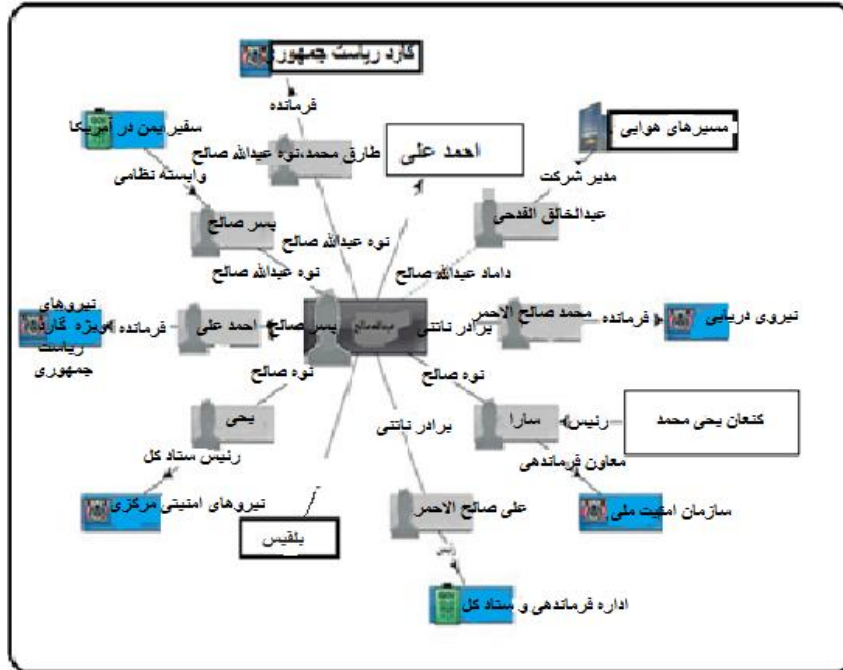 گارد ریاست جمهوری
فرمانده
طارق محمد،نوه عبدالله صالح
نوه عبدالله صالح
احمد علی
مسیرهای هوایی
مدیر شرکت
عبدالخالق القدحی
داماد عبدالله صالح
سفیر یمن در آمریکا
وابسته نظامی
پسر صالح
نوه عبدالله صالح
نیروهای
ویژه گارد
ریاست
جمهوری
فرمانده
احمد علی
پسر صالح
عبدالله صالح
برادر ناتنی
محمد صالح الاحمر
فرمانده
نیروی دریایی
نوه صالح
یحی
رئیس ستاد کل
نیروهای امنیتی مرکزی
نوه صالح
سارا
رئیس
کنعان یحی محمد
معاون فرماندهی
سازمان امنیت ملی
برادر ناتنی
علی صالح الاحمر
اداره فرماندهی و ستاد کل
بلقیس